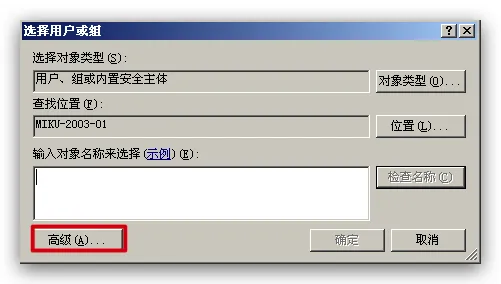 选择用户或组
选择对象类型(S):
用户、组或内置安全主体
对象类型(O)...
查找位置(F):
MIKU-2003-01
位置(L)...
输入对象名称来选择(示例)(E):
检查名称(C)
高级(A)...
确定
取消